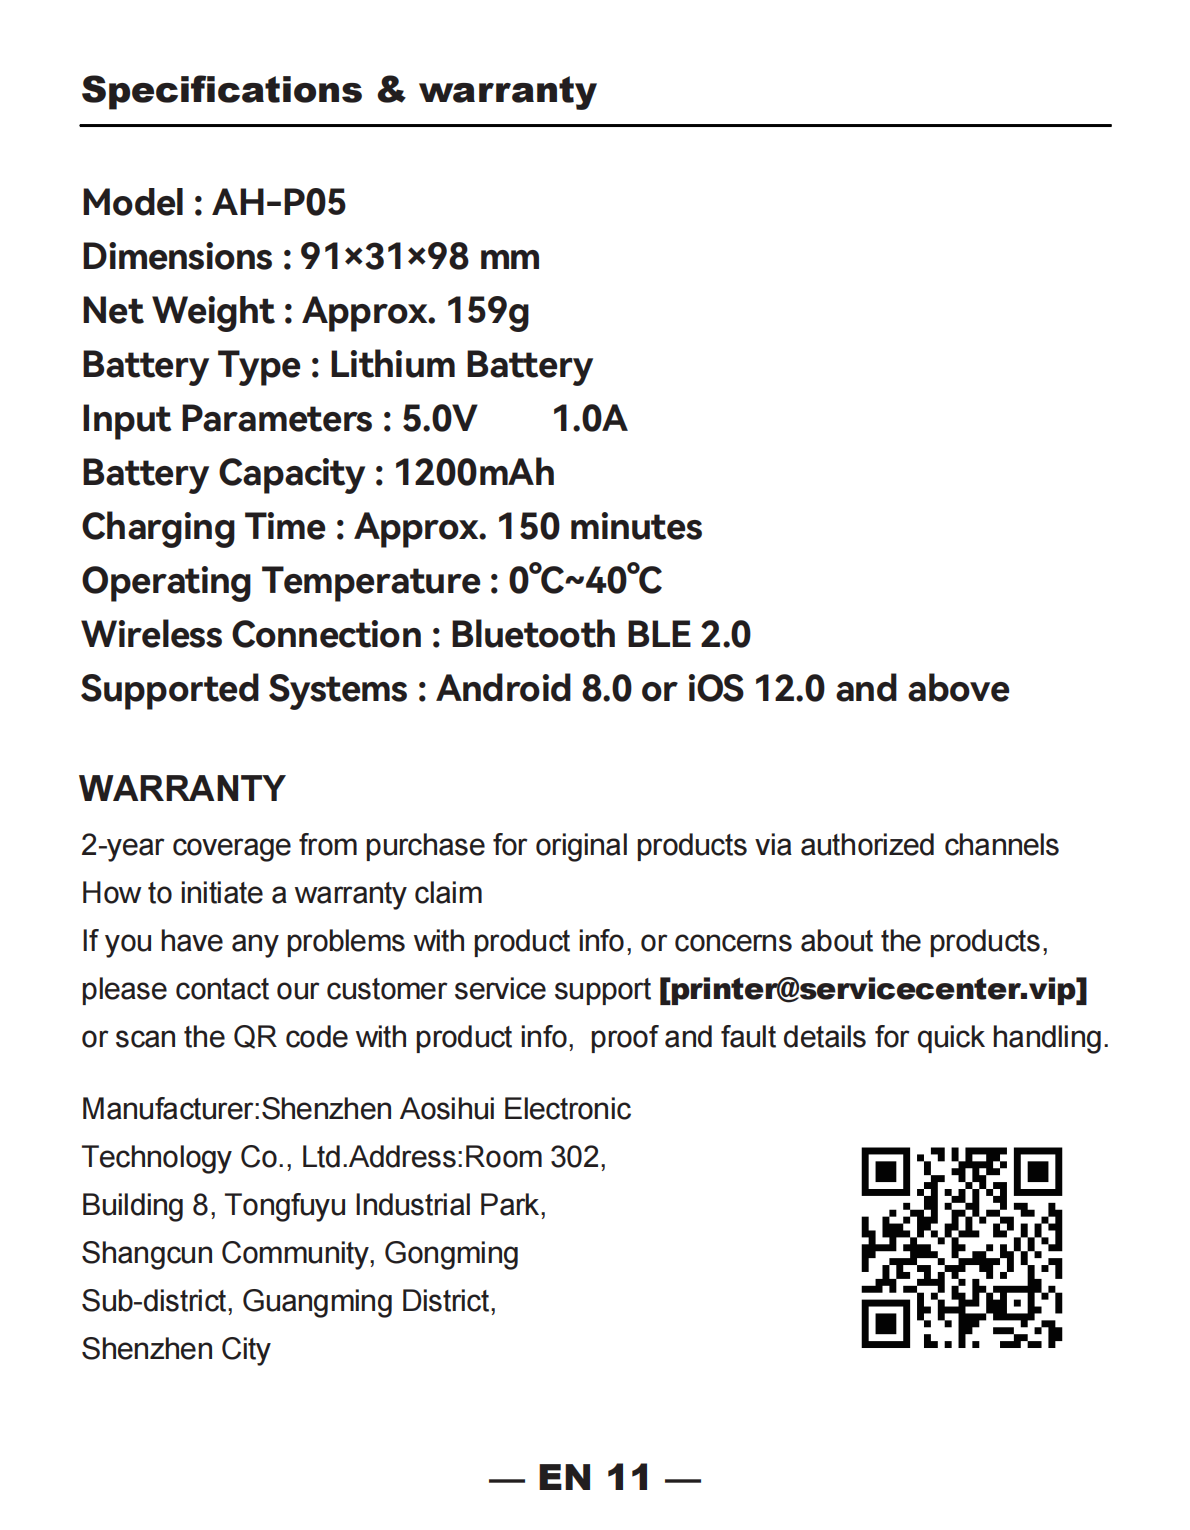 Specifications & warranty
Model : AH-P05
Dimensions : 91×31×98 mm
Net Weight : Approx. 159g
Battery Type : Lithium Battery
Input Parameters : 5.0V 1.0A
Battery Capacity : 1200mAh
Charging Time : Approx. 150 minutes
Operating Temperature : 0°C~40°C
Wireless Connection : Bluetooth BLE 2.0
Supported Systems : Android 8.0 or iOS 12.0 and above
WARRANTY
2-year coverage from purchase for original products via authorized channels
How to initiate a warranty claim
If you have any problems with product info, or concerns about the products,
please contact our customer service support [printer@servicecenter.vip]
or scan the QR code with product info,  proof and fault details for quick handling.
Manufacturer:Shenzhen Aosihui Electronic
Technology Co., Ltd.Address:Room 302,
Building 8, Tongfuyu Industrial Park,
Shangcun Community, Gongming
Sub-district, Guangming District,
Shenzhen City
— EN 11 —